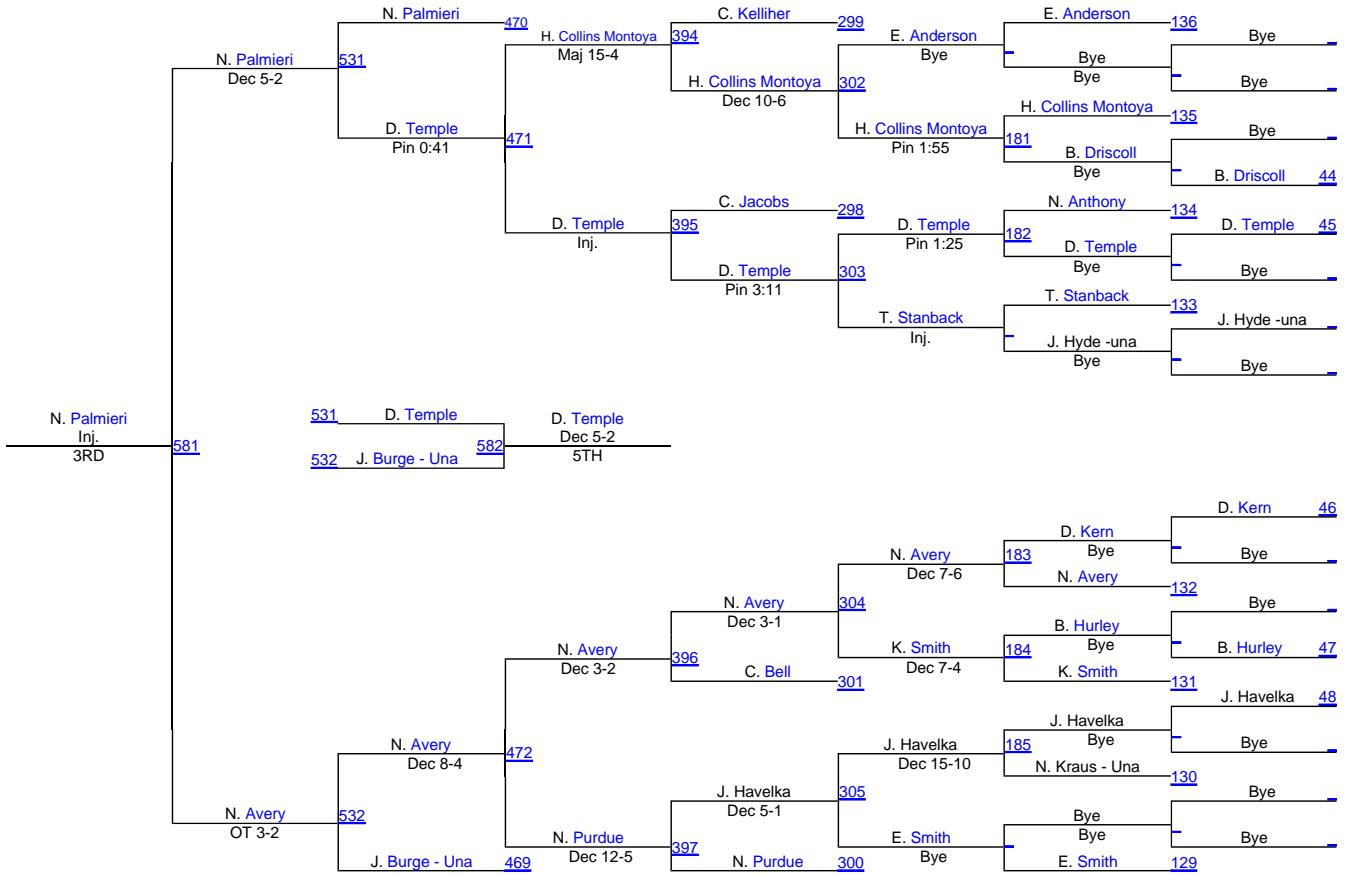 N. Palmieri 470
C. Kelliher 299
E. Anderson 136
H. Collins Montoya 394
E. Anderson
Bye
Maj 15-4
Bye
Bye
N. Palmieri 531
Dec 5-2
Bye
H. Collins Montoya 302
Dec 10-6
Bye
H. Collins Montoya 135
D. Temple 471
Pin 0:41
H. Collins Montoya 181
Pin 1:55
Bye
B. Driscoll
Bye
B. Driscoll 44
C. Jacobs 298
N. Anthony 134
D. Temple 395
Inj.
D. Temple 182
Pin 1:25
D. Temple 45
D. Temple
Bye
D. Temple 303
Pin 3:11
Bye
T. Stanback 133
T. Stanback
Inj.
J. Hyde -una
J. Hyde -una
Bye
Bye
N. Palmieri
Inj.
3RD
581
531 D. Temple
D. Temple
Dec 5-2
5TH
582
532 J. Burge - Una
D. Kern 46
D. Kern
Bye
N. Avery 183
Dec 7-6
Bye
N. Avery 132
N. Avery 304
Dec 3-1
Bye
B. Hurley
Bye
N. Avery 396
Dec 3-2
K. Smith 184
Dec 7-4
B. Hurley 47
C. Bell 301
K. Smith 131
J. Havelka 48
J. Havelka
Bye
N. Avery 472
Dec 8-4
J. Havelka 185
Dec 15-10
Bye
N. Kraus - Una 130
J. Havelka 305
Dec 5-1
Bye
N. Avery 532
OT 3-2
Bye
Bye
N. Purdue 397
Dec 12-5
E. Smith
Bye
Bye
J. Burge - Una 469
N. Purdue 300
E. Smith 129